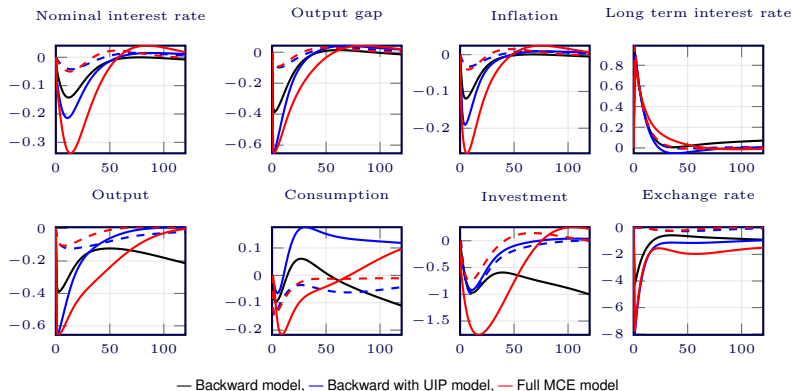 Nominal interest rate
Output gap
Inflation
Long term interest rate
0
−0.1
−0.2
−0.3
0 50 100
0
−0.2
−0.4
−0.6
0 50 100
0
−0.1
−0.2
0 50 100
0.8
0.6
0.4
0.2
0
0 50 100
Output
Consumption
Investment
Exchange rate
0
−0.2
−0.4
−0.6
0 50 100
0.1
0
−0.1
−0.2
0 50 100
0.5
0
−0.5
−1
−1.5
0 50 100
0
−2
−4
−6
−8
0 50 100
— Backward model, — Backward with UIP model, — Full MCE model